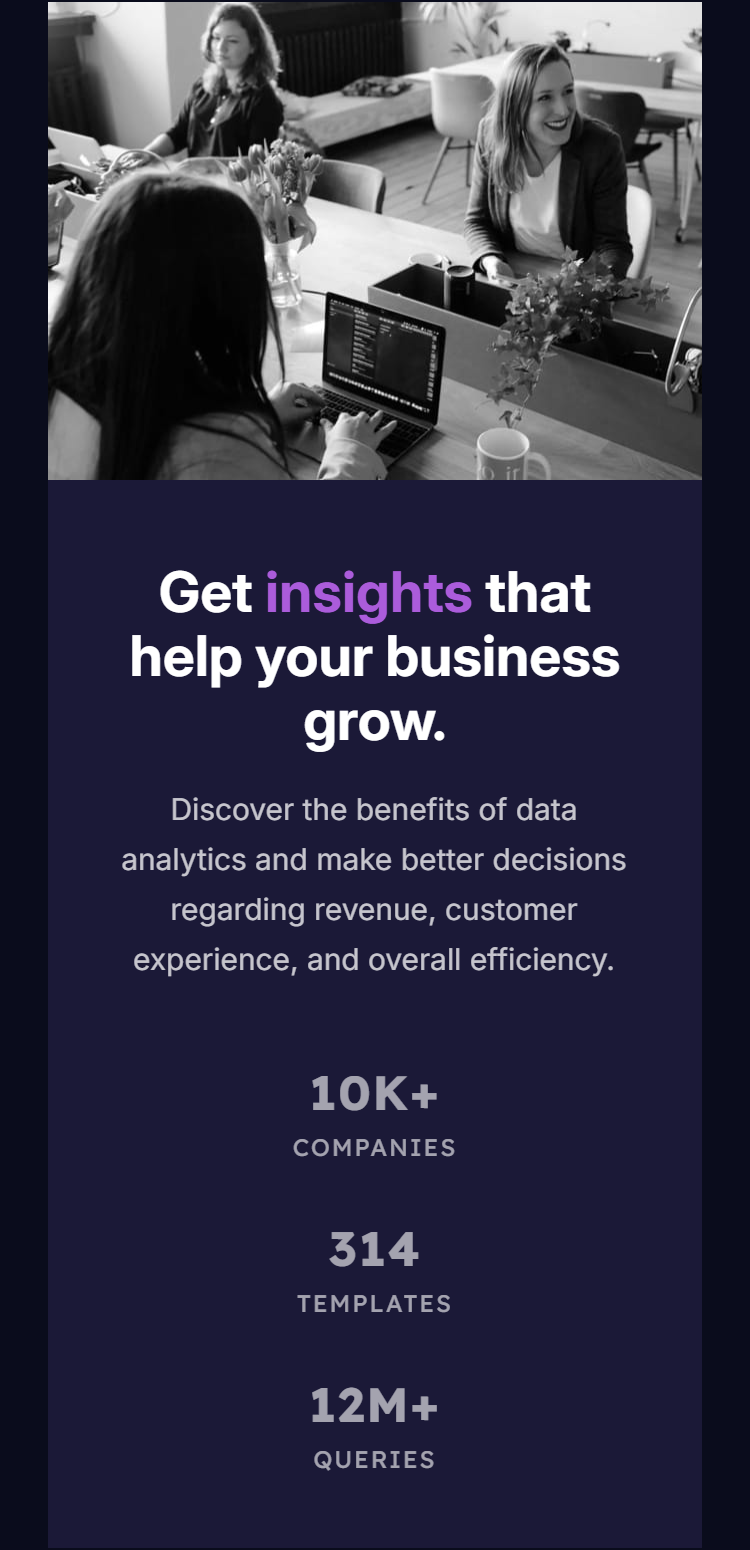 Get insights that
help your business
grow.
Discover the benefits of data
analytics and make better decisions
regarding revenue, customer
experience, and overall efficiency.
10K+
COMPANIES
314
TEMPLATES
12M+
QUERIES